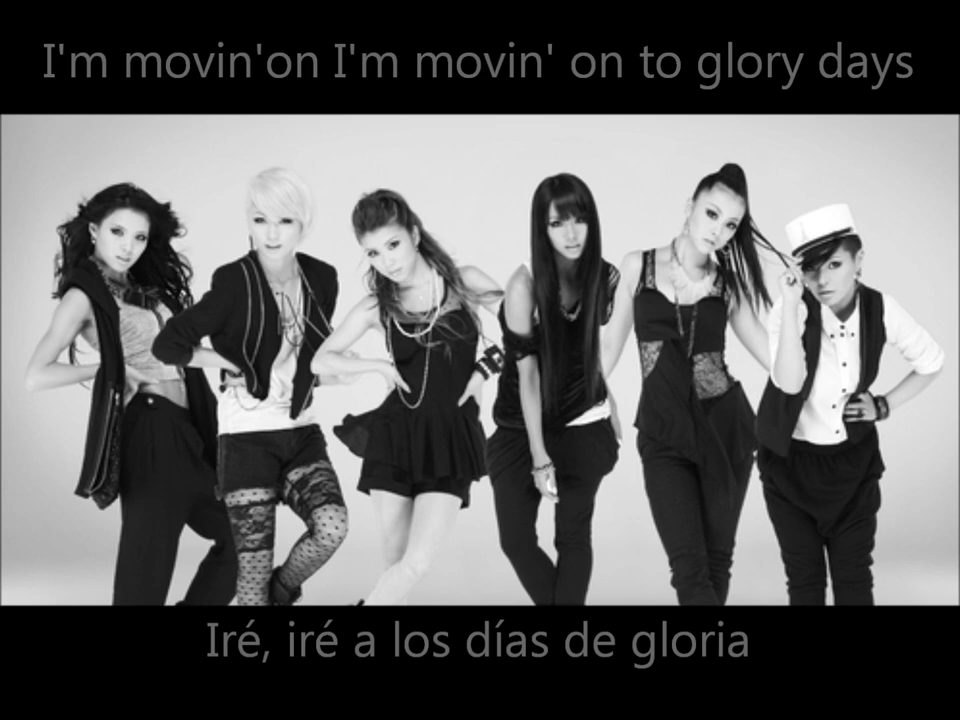 I'm movin'on I'm movin' on to glory days
Iré, iré a los días de gloria